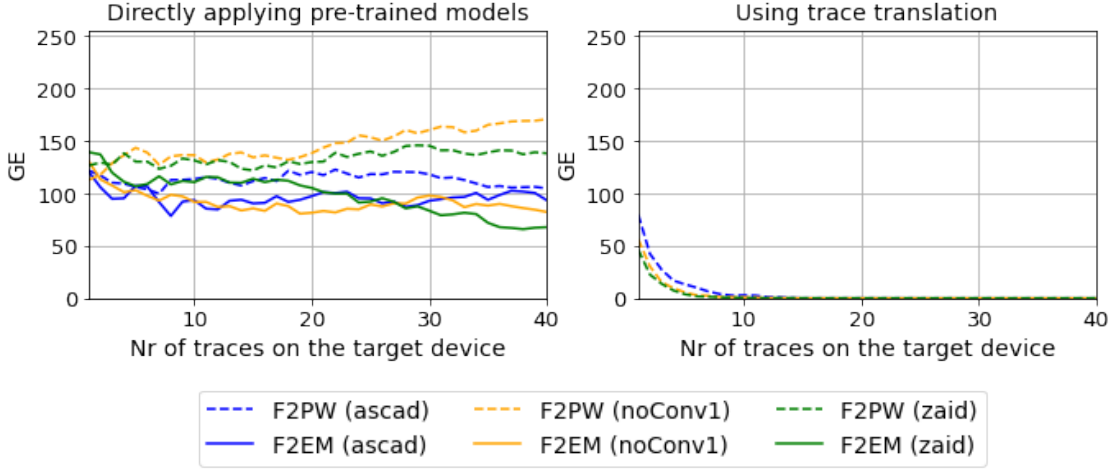 Directly applying pre-trained models
250
200
150
100
50
0
GE
10
20
30
40
Nr of traces on the target device
Using trace translation
250
200
150
100
50
0
GE
10
20
30
40
Nr of traces on the target device
F2PW (ascad)
F2PW (noConv1)
F2PW (zaid)
F2EM (ascad)
F2EM (noConv1)
F2EM (zaid)